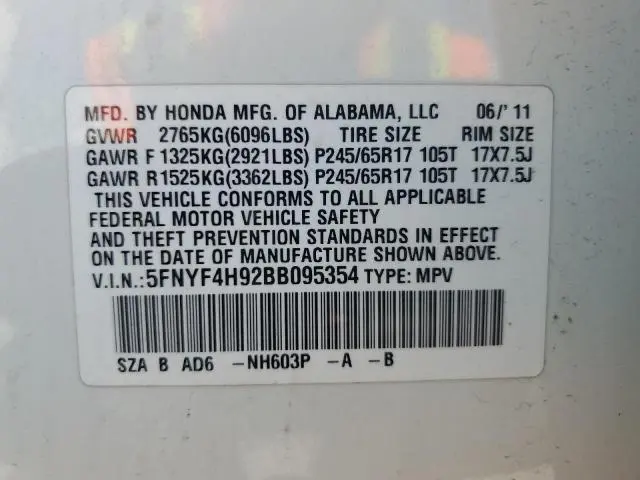 MFD. BY HONDA MFG. OF ALABAMA, LLC 06/'11
GVWR 2765KG(6096LBS) TIRE SIZE RIM SIZE
GAWR F 1325KG(2921LBS) P245/65R17 105T 17X7.5J
GAWR R 1525KG(3362LBS) P245/65R17 105T 17X7.5J
THIS VEHICLE CONFORMS TO ALL APPLICABLE
FEDERAL MOTOR VEHICLE SAFETY
AND THEFT PREVENTION STANDARDS IN EFFECT
ON THE DATE OF MANUFACTURE SHOWN ABOVE.
V.I.N.:5FNYF4H92BB095354 TYPE: MPV
SZA B AD6 -NH603P -A -B